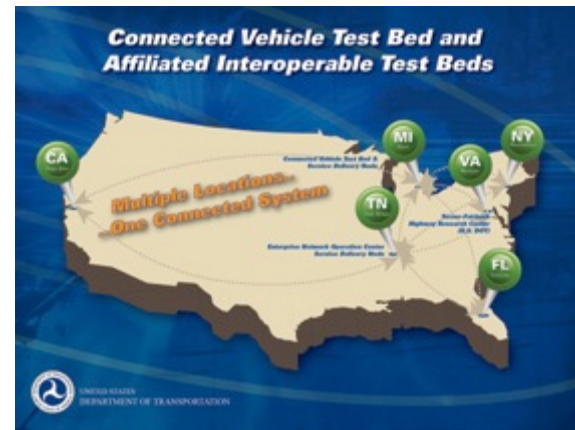 Connected Vehicle Test Bed and
Affiliated Interoperable Test Beds
MI
NY
CA
VA
Connected Vehicle Test Bed &
Service Delivery Node
Multiple Locations..
..One Connected System
TN
Turner-Fairbank
Highway Research Center
(U.S. DOT)
Enterprise Network Operation Center
Service Delivery Node
FL
UNITED STATES
DEPARTMENT OF TRANSPORTATION